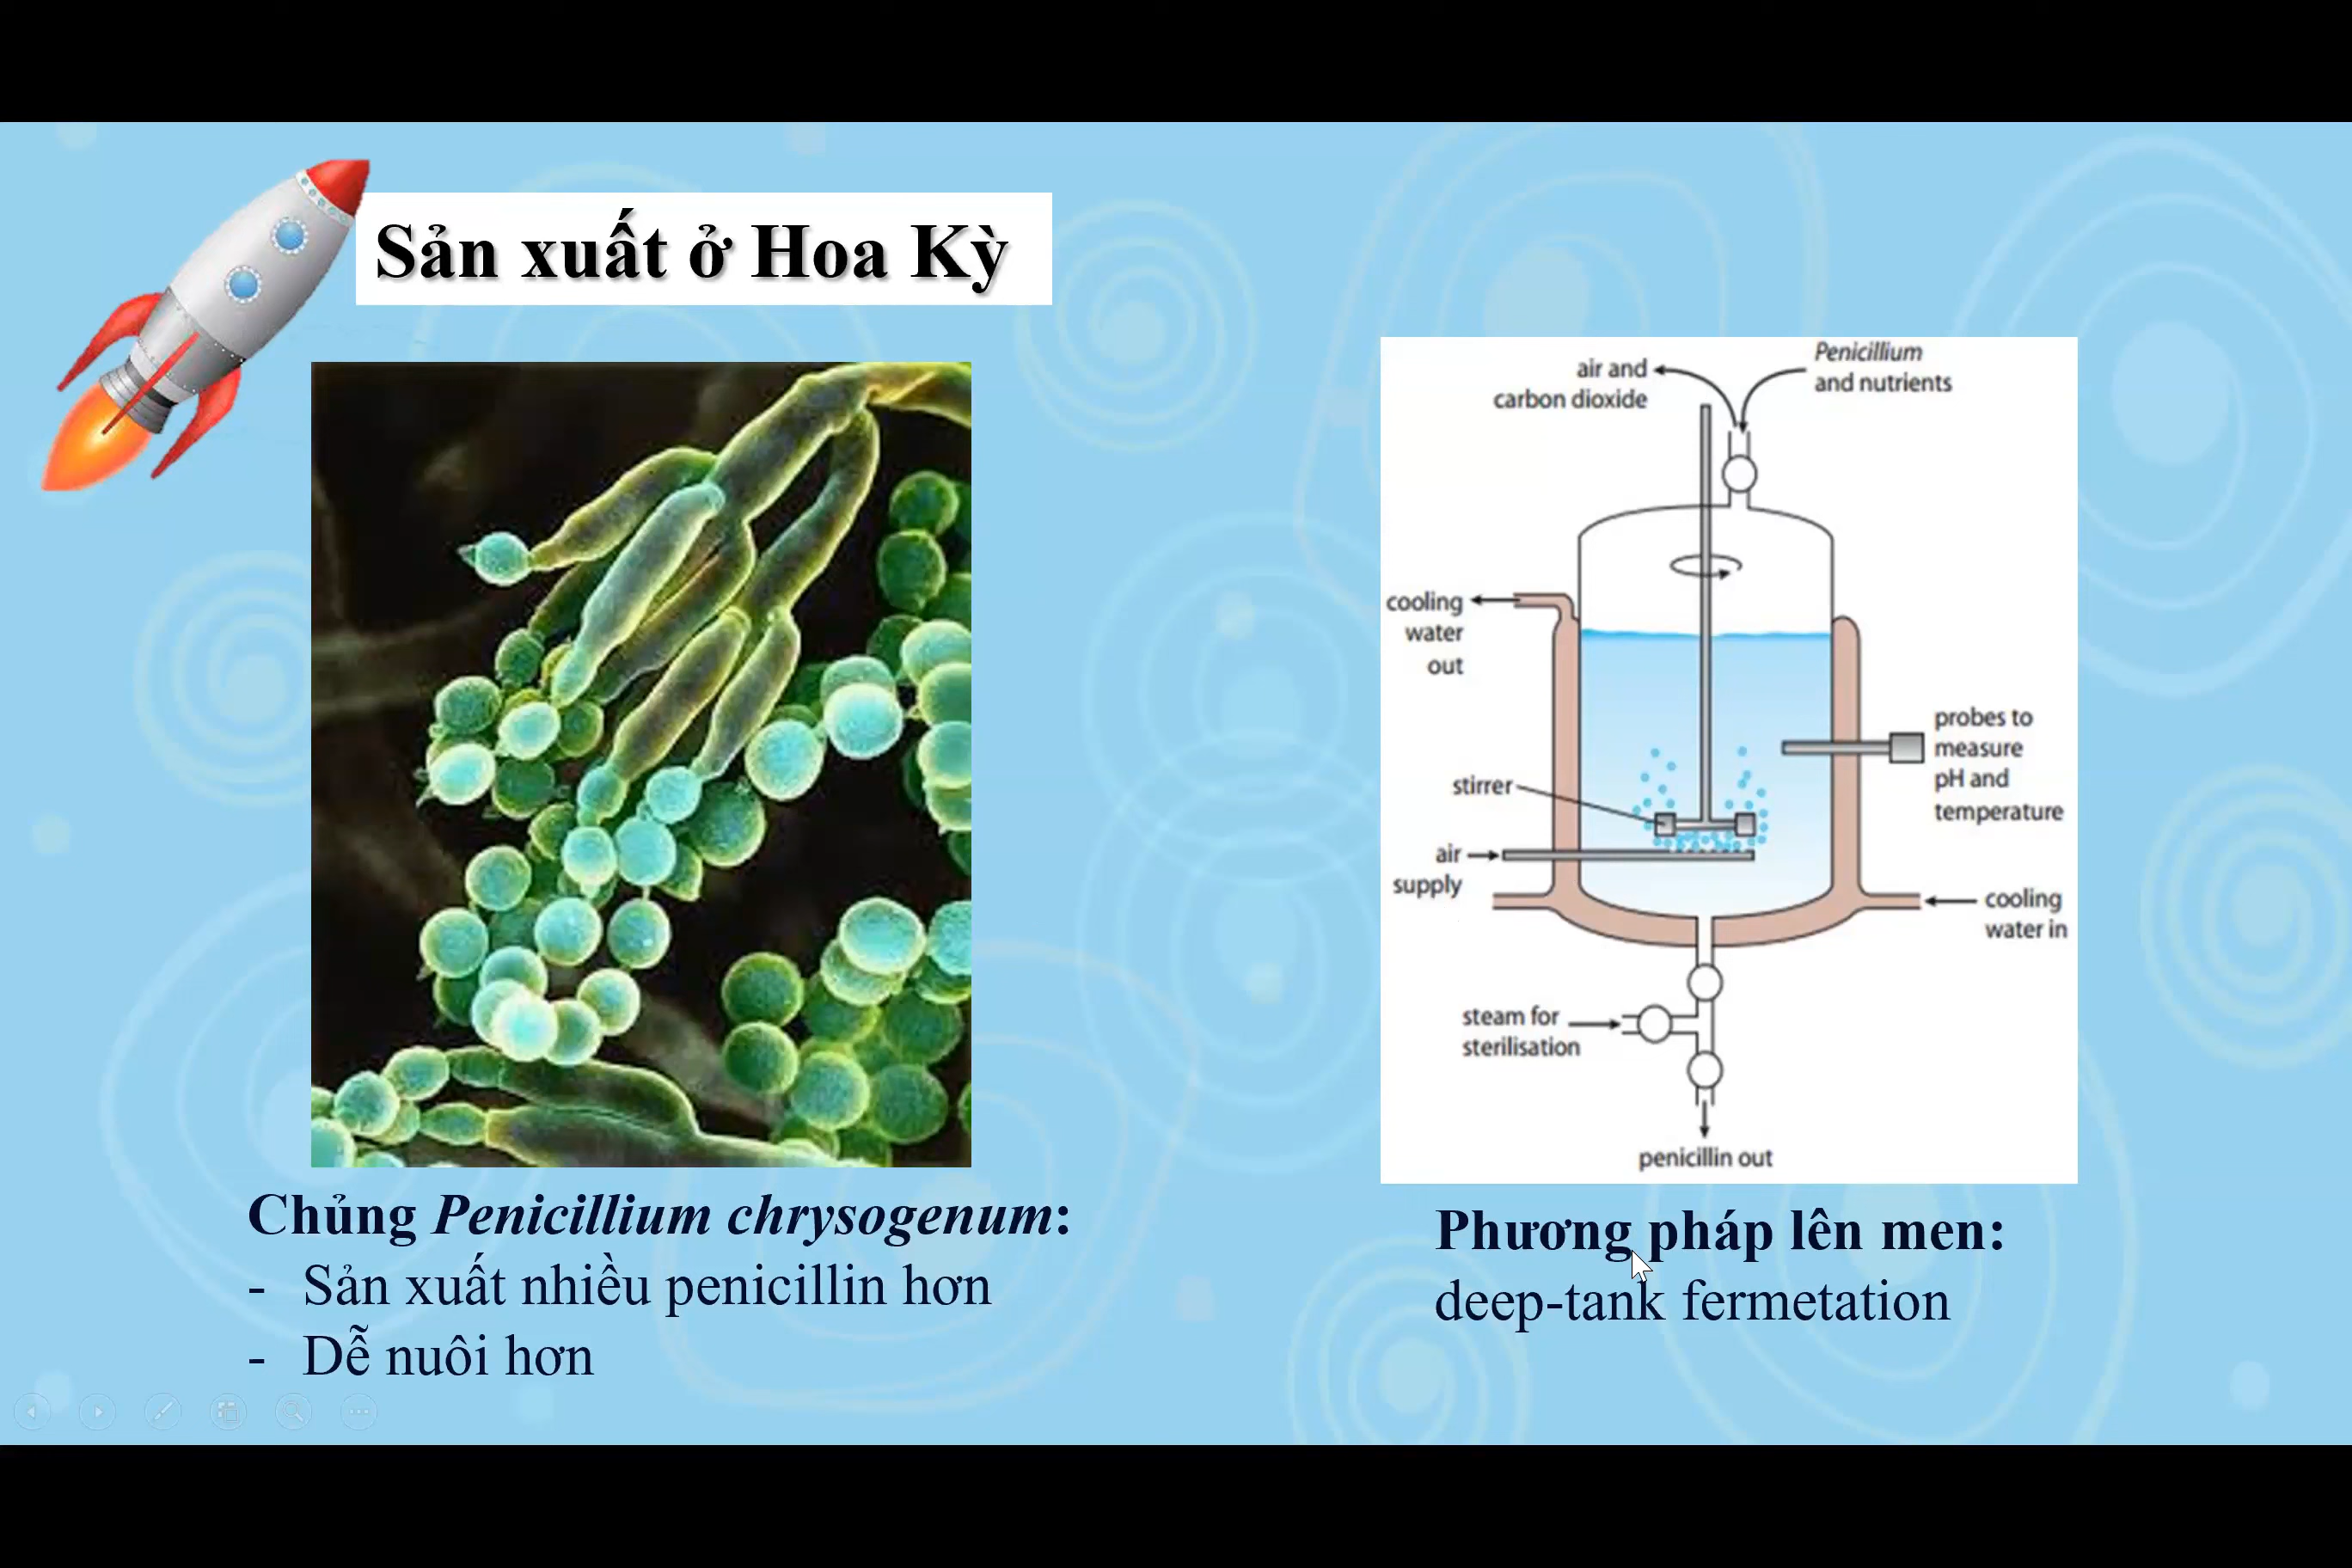 Sản xuất ở Hoa Kỳ
air and
carbon dioxide
Penicillium
and nutrients
cooling
water
out
probes to
measure
pH and
temperature
stirrer
air
supply
cooling
water in
steam for
sterilisation
penicillin out
Chủng Penicillium chrysogenum:
- Sản xuất nhiều penicillin hơn
- Dễ nuôi hơn
Phương pháp lên men:
deep-tank fermetation